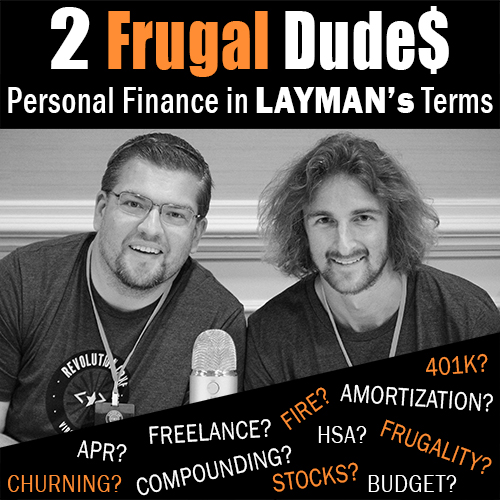 2 Frugal Dude$
Personal Finance in LAYMAN's Terms
401K?
FIRE?
AMORTIZATION?
APR?
FREELANCE?
HSA?
FRUGALITY?
CHURNING?
COMPOUNDING?
STOCKS?
BUDGET?